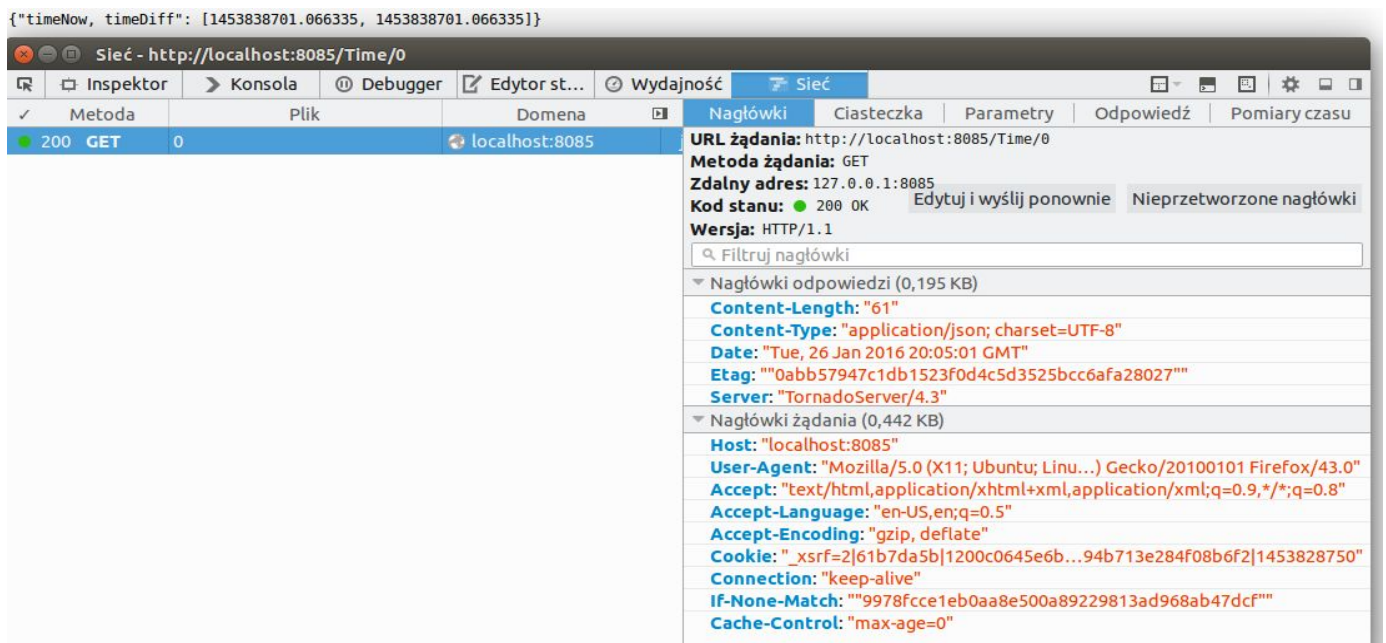 {"timeNow, timeDiff": [1453838701.066335, 1453838701.066335]}
Sieć - http://localhost:8085/Time/0
Inspektor Konsola Debugger Edytor st... Wydajność Sieć
✓ Metoda Plik Domena
200 GET 0 localhost:8085 j
Nagłówki Ciasteczka Parametry Odpowiedź Pomiary czasu
URL żądania: http://localhost:8085/Time/0
Metoda żądania: GET
Zdalny adres: 127.0.0.1:8085
Kod stanu: 200 OK Edytuj i wyślij ponownie Nieprzetworzone nagłówki
Wersja: HTTP/1.1
Filtruj nagłówki
Nagłówki odpowiedzi (0,195 KB)
Content-Length: "61"
Content-Type: "application/json; charset=UTF-8"
Date: "Tue, 26 Jan 2016 20:05:01 GMT"
Etag: ""0abb57947c1db1523f0d4c5d3525bcc6afa28027""
Server: "TornadoServer/4.3"
Nagłówki żądania (0,442 KB)
Host: "localhost:8085"
User-Agent: "Mozilla/5.0 (X11; Ubuntu; Linu...) Gecko/20100101 Firefox/43.0"
Accept: "text/html,application/xhtml+xml,application/xml;q=0.9,*/*;q=0.8"
Accept-Language: "en-US,en;q=0.5"
Accept-Encoding: "gzip, deflate"
Cookie: "_xsrf=2|61b7da5b|1200c0645e6b...94b713e284f08b6f2|1453828750"
Connection: "keep-alive"
If-None-Match: ""9978fcce1eb0aa8e500a89229813ad968ab47dcf""
Cache-Control: "max-age=0"